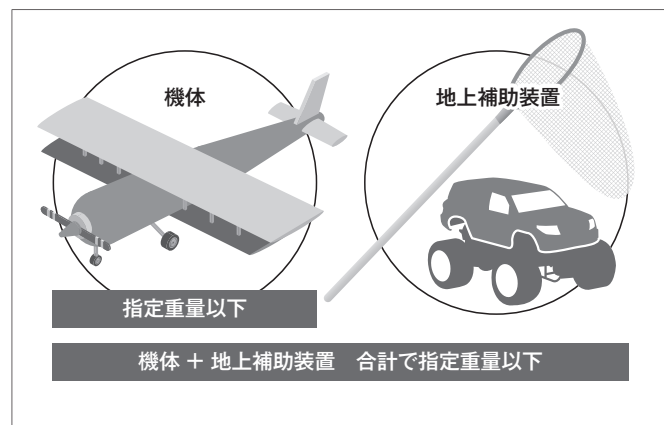 機体
地上補助装置
指定重量以下
機体 + 地上補助装置　合計で指定重量以下